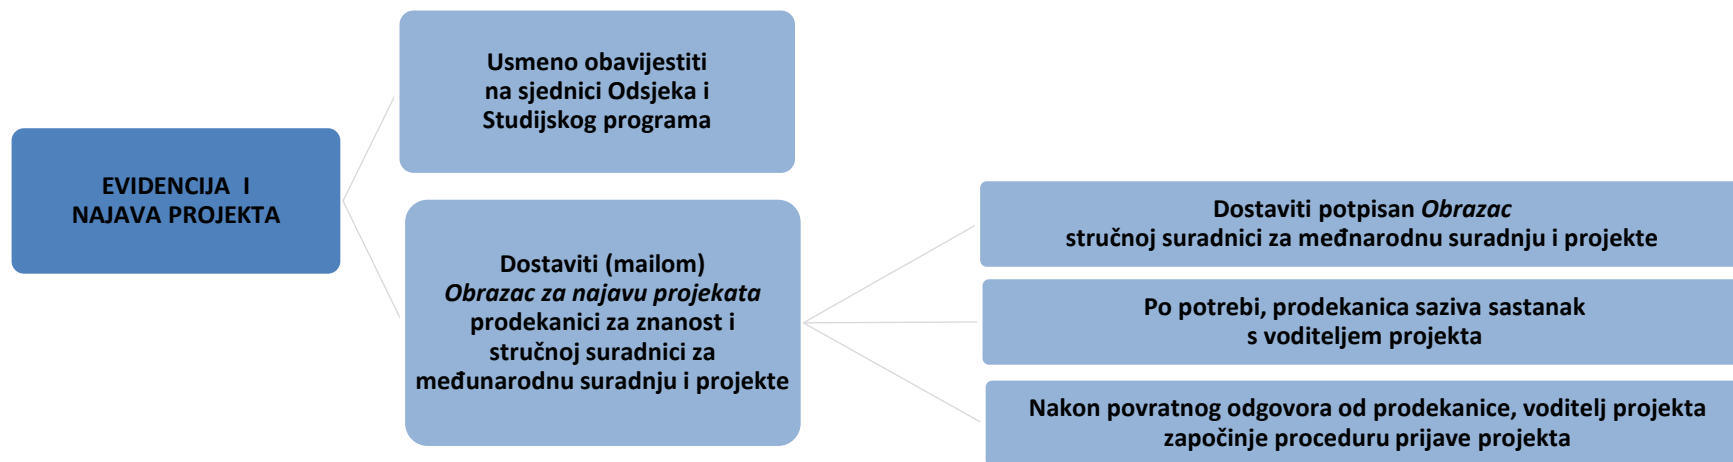 Usmeno obavijestiti
na sjednici Odsjeka i
Studijskog programa
EVIDENCIJA I
NAJAVA PROJEKTA
Dostaviti (mailom)
Obrazac za najavu projekata
prodekanici za znanost i
stručnoj suradnici za
međunarodnu suradnju i projekte
Dostaviti potpisan Obrazac
stručnoj suradnici za međnarodnu suradnju i projekte
Po potrebi, prodekanica saziva sastanak
s voditeljem projekta
Nakon povratnog odgovora od prodekanice, voditelj projekta
započinje proceduru prijave projekta